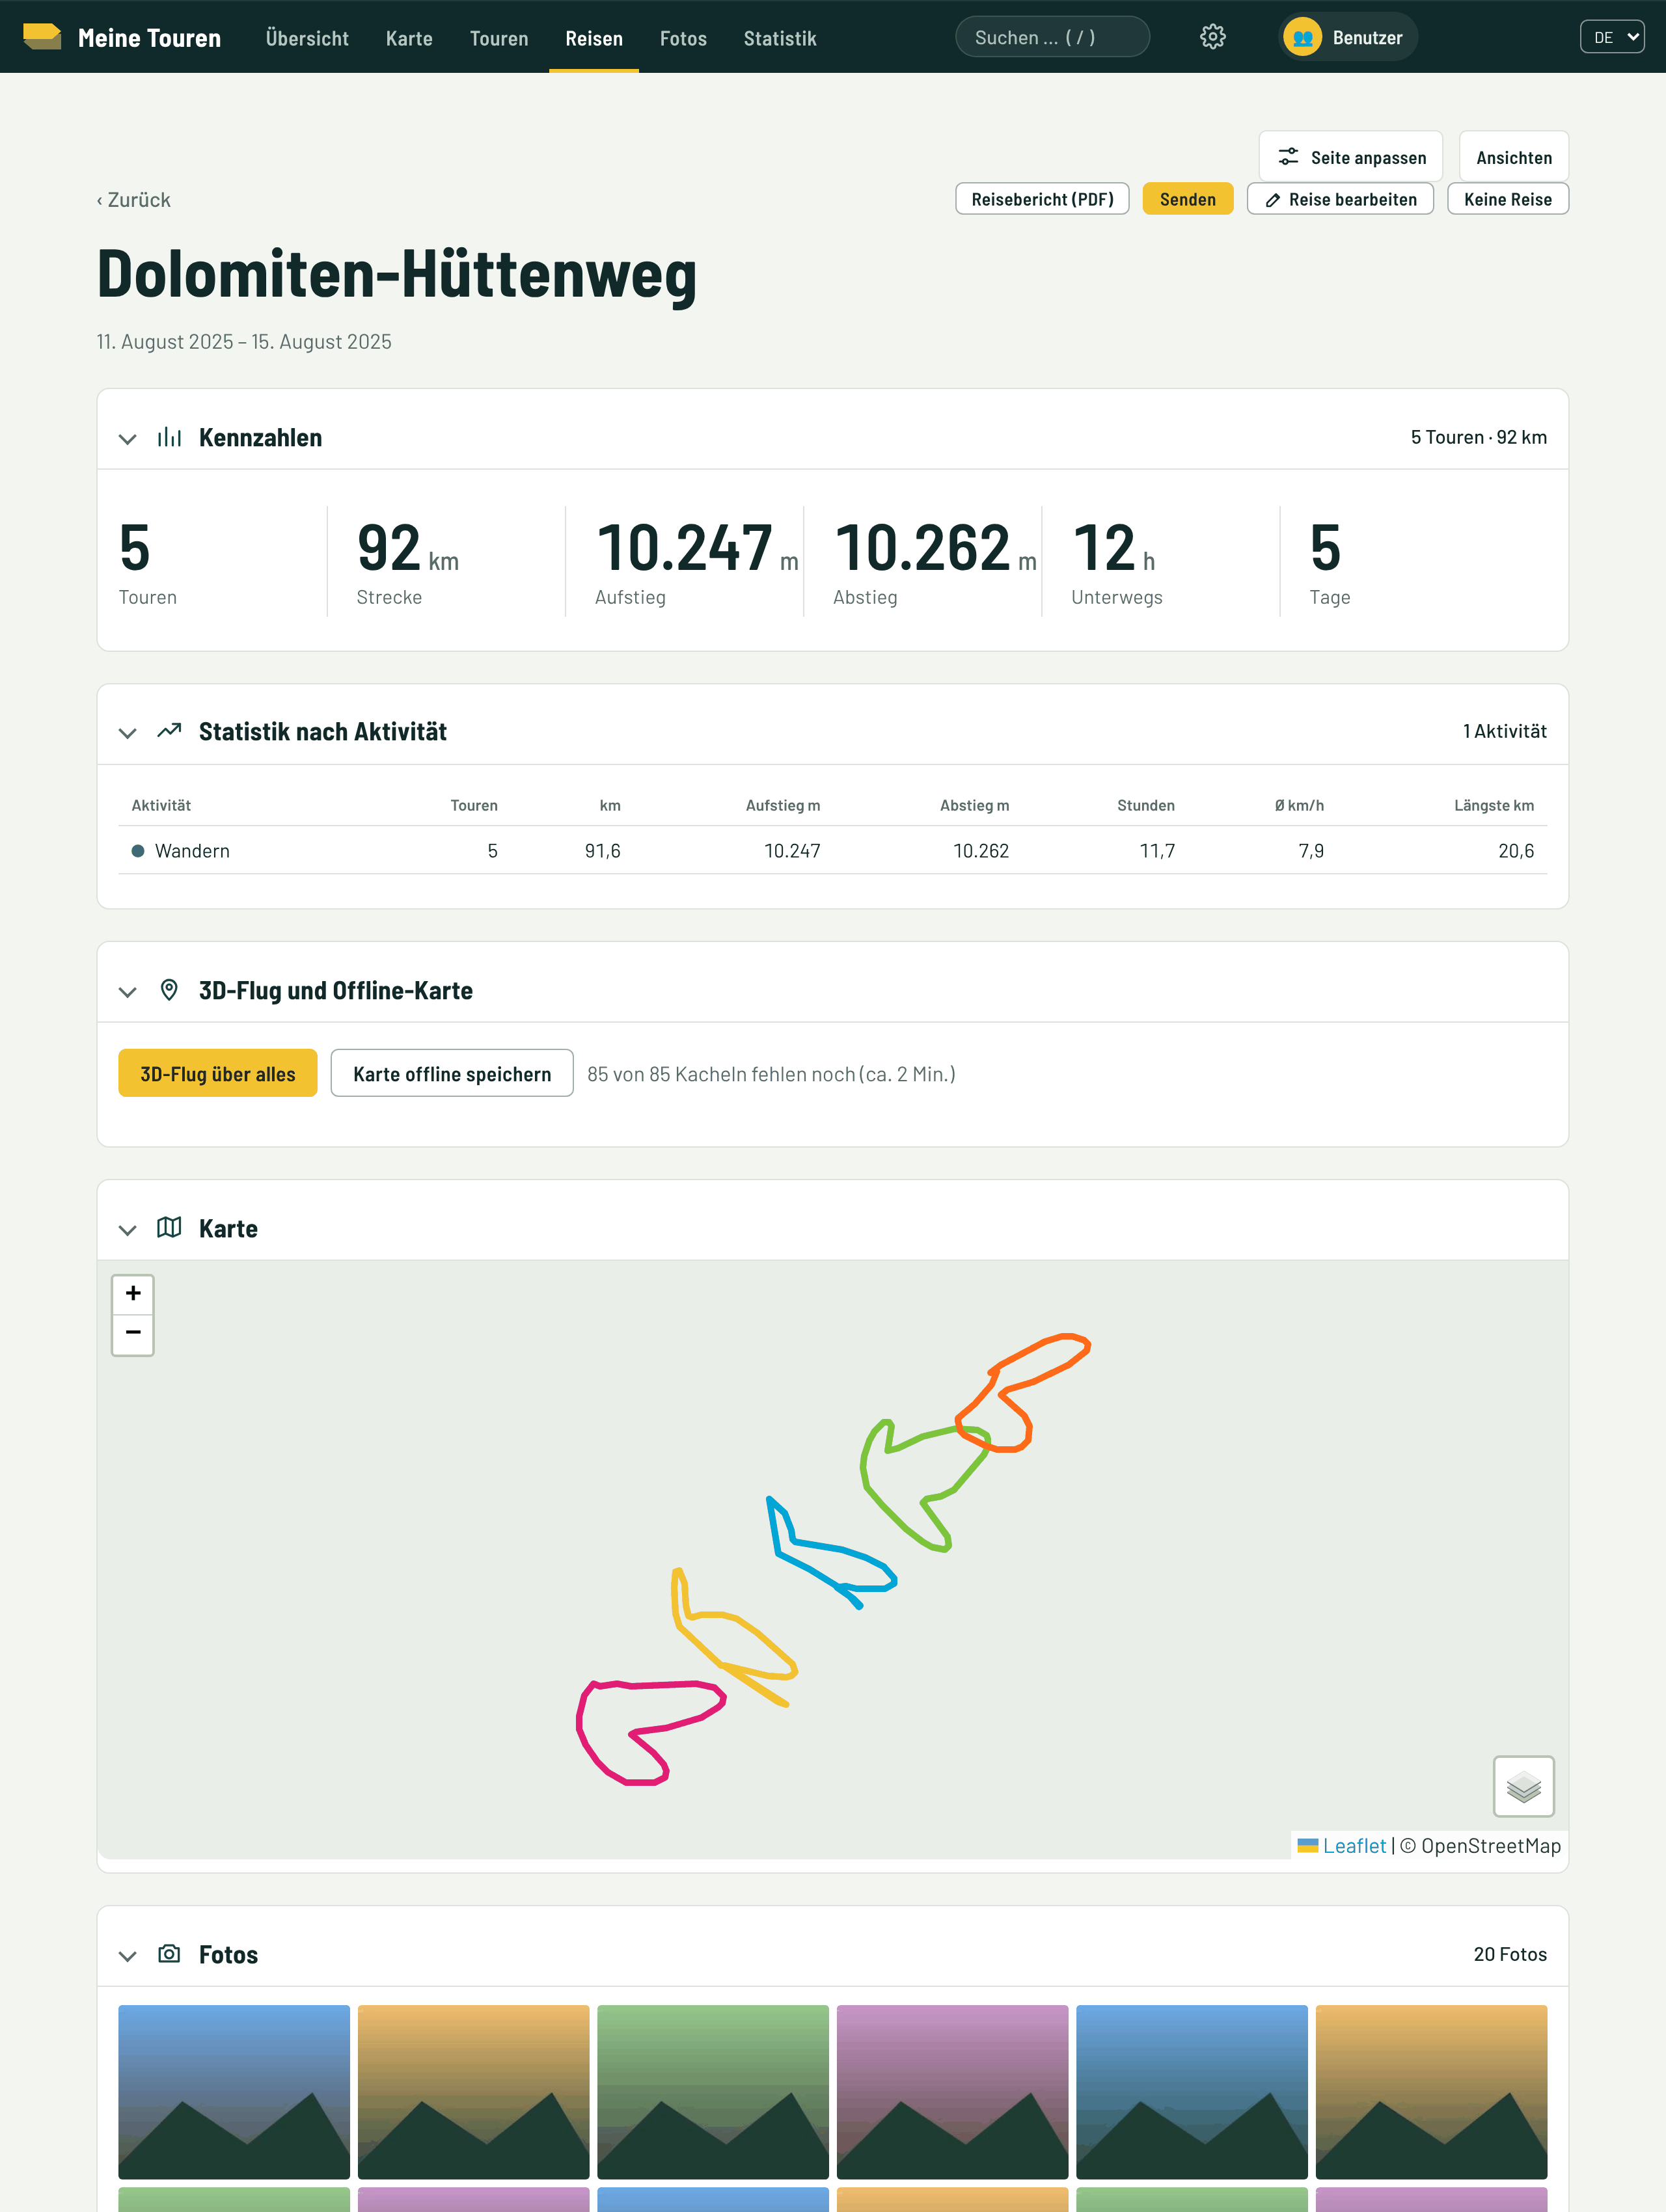 Meine Touren Übersicht Karte Touren Reisen Fotos Statistik Suchen ... ( / ) Benutzer DE
Seite anpassen Ansichten
‹ Zurück Reisebericht (PDF) Senden Reise bearbeiten Keine Reise
Dolomiten-Hüttenweg
11. August 2025 – 15. August 2025
Kennzahlen 5 Touren · 92 km
5 92 km 10.247 m 10.262 m 12 h 5
Touren Strecke Aufstieg Abstieg Unterwegs Tage
Statistik nach Aktivität 1 Aktivität
Aktivität Touren km Aufstieg m Abstieg m Stunden Ø km/h Längste km
Wandern 5 91,6 10.247 10.262 11,7 7,9 20,6
3D-Flug und Offline-Karte
3D-Flug über alles Karte offline speichern 85 von 85 Kacheln fehlen noch (ca. 2 Min.)
Karte
+
−
Leaflet | © OpenStreetMap
Fotos 20 Fotos